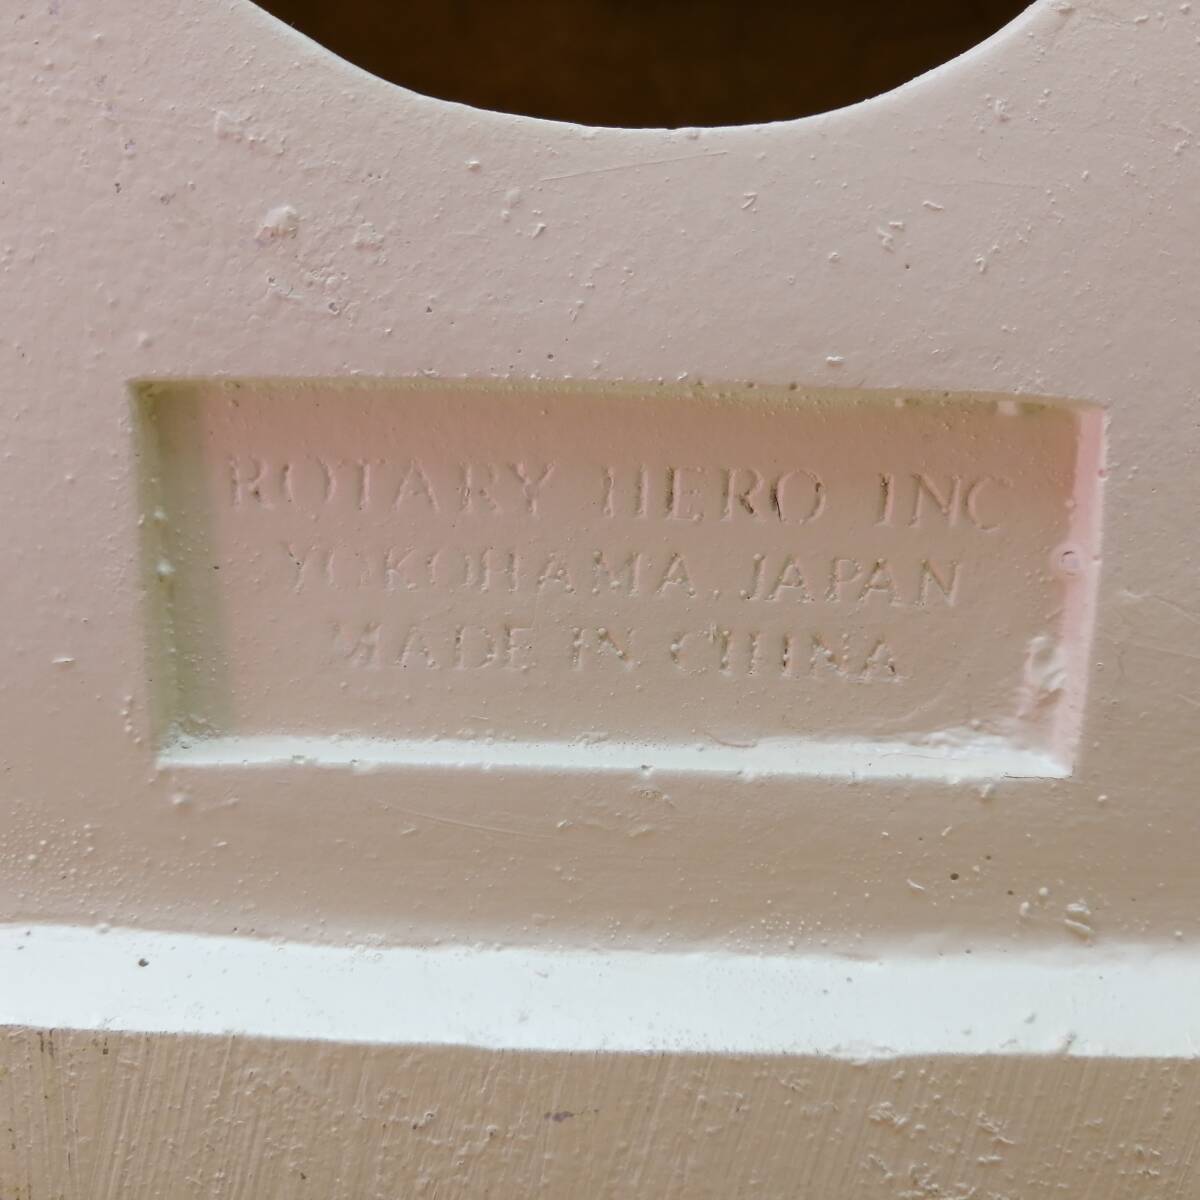 ROTARY HERO INC
YOKOHAMA, JAPAN
MADE IN CHINA